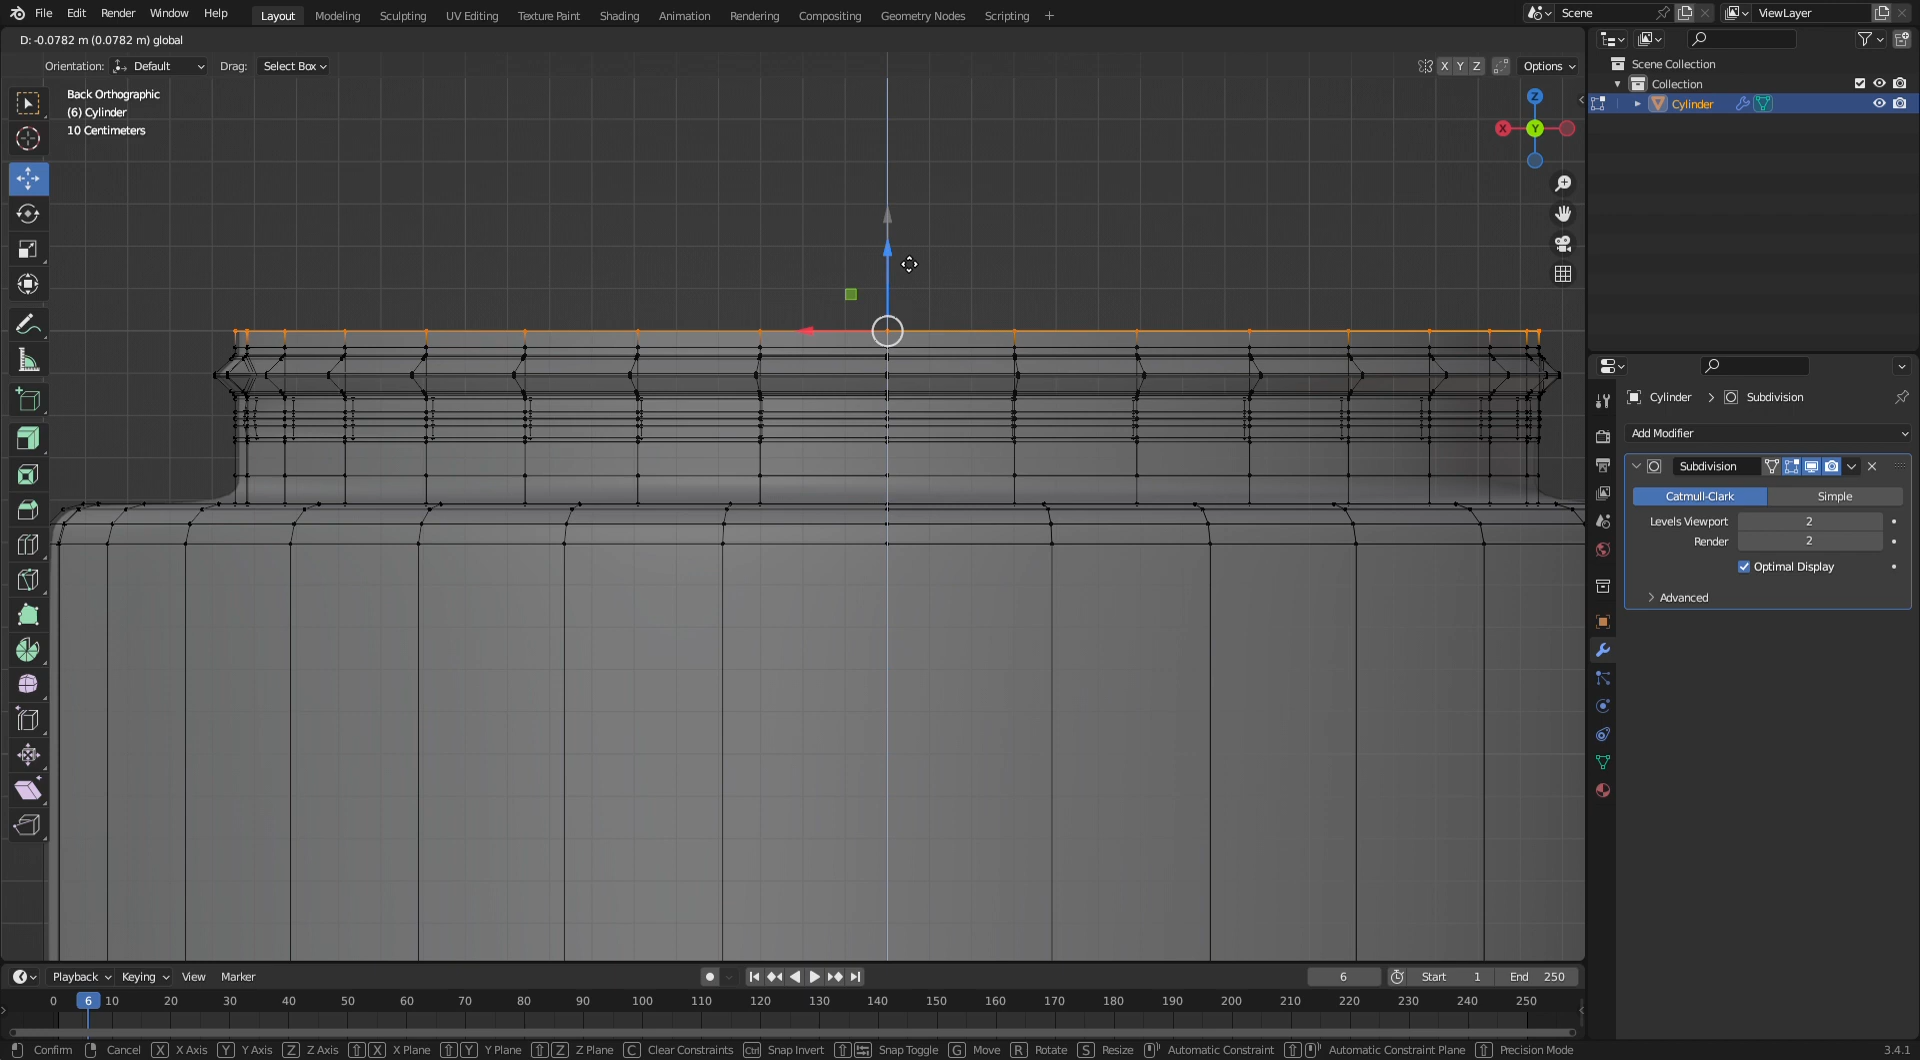 File Edit Render Window Help Layout Modeling Sculpting UV Editing Texture Paint Shading Animation Rendering Compositing Geometry Nodes Scripting + Scene ViewLayer
D: -0.0782 m (0.0782 m) global
Orientation: Default Drag: Select Box X Y Z Options
Back Orthographic
(6) Cylinder
10 Centimeters
Z
X
Y
Scene Collection
Collection
Cylinder
Cylinder > Subdivision
Add Modifier
Subdivision
Catmull-Clark Simple
Levels Viewport 2
Render 2
Optimal Display
Advanced
Playback Keying View Marker 6 Start 1 End 250
0 6 10 20 30 40 50 60 70 80 90 100 110 120 130 140 150 160 170 180 190 200 210 220 230 240 250
Confirm Cancel X X Axis Y Y Axis Z Z Axis X X Plane Y Y Plane Z Z Plane C Clear Constraints Ctrl Snap Invert Snap Toggle G Move R Rotate S Resize Automatic Constraint Automatic Constraint Plane Precision Mode 3.4.1